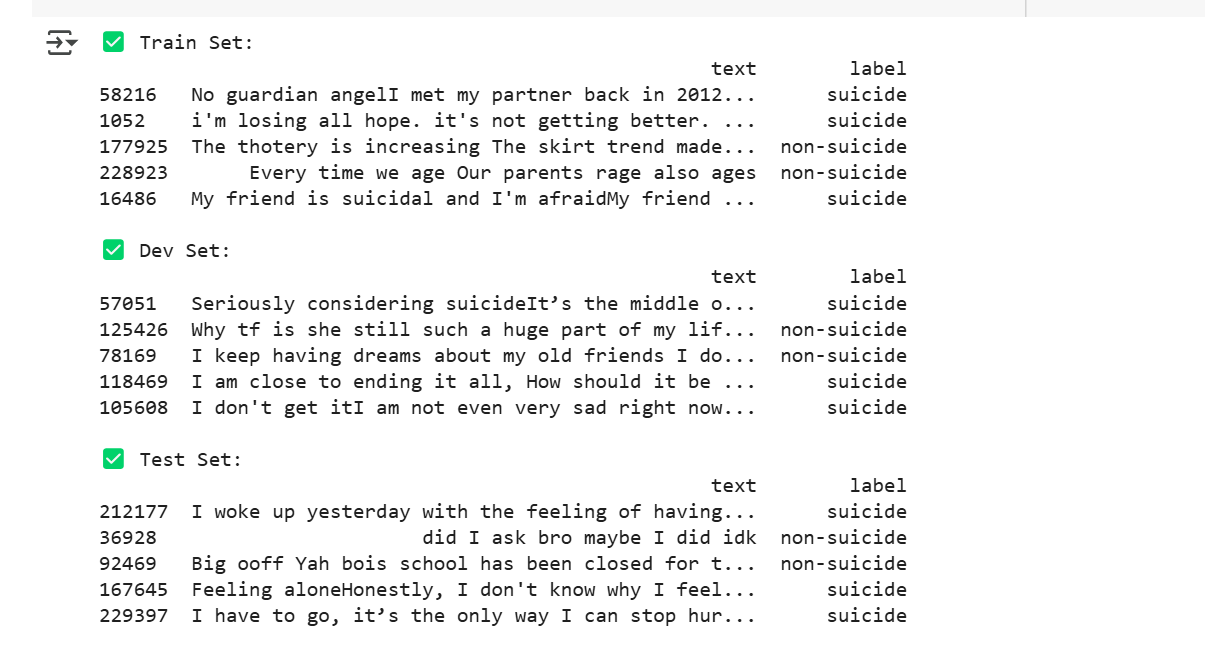 ✅ Train Set:
text label
58216 No guardian angelI met my partner back in 2012... suicide
1052 i'm losing all hope. it's not getting better. ... suicide
177925 The thotery is increasing The skirt trend made... non-suicide
228923 Every time we age Our parents rage also ages non-suicide
16486 My friend is suicidal and I'm afraidMy friend ... suicide
✅ Dev Set:
text label
57051 Seriously considering suicideIt’s the middle o... suicide
125426 Why tf is she still such a huge part of my lif... non-suicide
78169 I keep having dreams about my old friends I do... non-suicide
118469 I am close to ending it all, How should it be ... suicide
105608 I don't get itI am not even very sad right now... suicide
✅ Test Set:
text label
212177 I woke up yesterday with the feeling of having... suicide
36928 did I ask bro maybe I did idk non-suicide
92469 Big ooff Yah bois school has been closed for t... non-suicide
167645 Feeling aloneHonestly, I don't know why I feel... suicide
229397 I have to go, it’s the only way I can stop hur... suicide